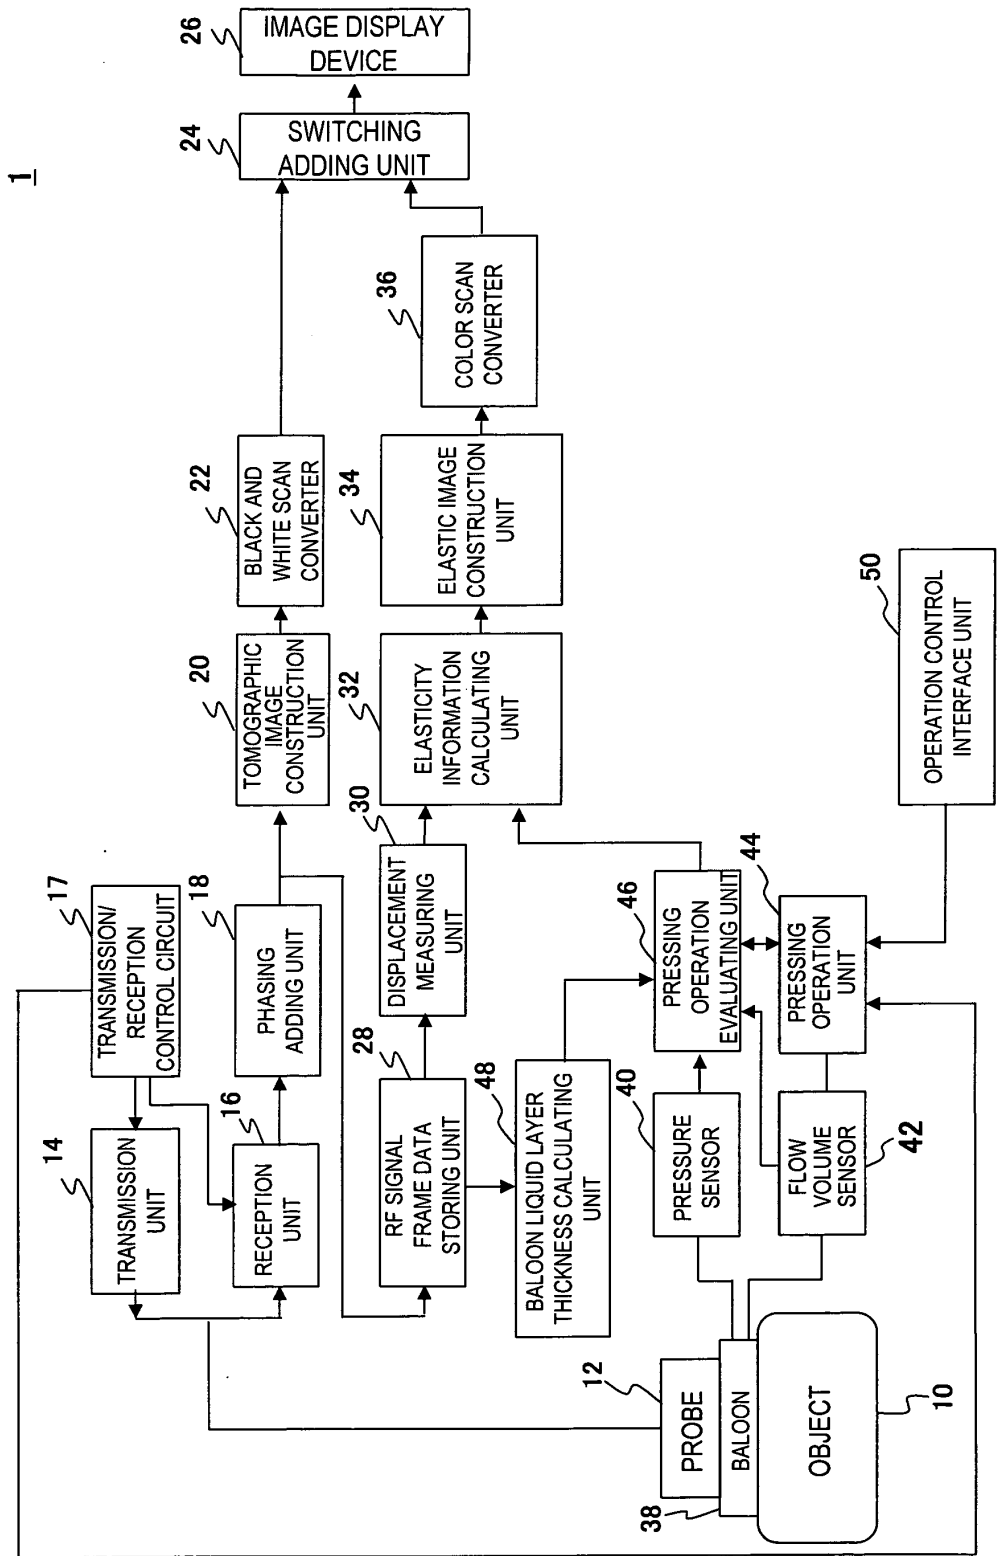 1
17
TRANSMISSION/
RECEPTION
CONTROL CIRCUIT
14
TRANSMISSION
UNIT
16
RECEPTION
UNIT
18
PHASING
ADDING UNIT
20
TOMOGRAPHIC
IMAGE
CONSTRUCTION
UNIT
22
BLACK AND
WHITE SCAN
CONVERTER
24
SWITCHING
ADDING UNIT
26
IMAGE DISPLAY
DEVICE
28
RF SIGNAL
FRAME DATA
STORING UNIT
30
DISPLACEMENT
MEASURING
UNIT
32
ELASTICITY
INFORMATION
CALCULATING
UNIT
34
ELASTIC IMAGE
CONSTRUCTION
UNIT
36
COLOR SCAN
CONVERTER
48
BALOON LIQUID LAYER
THICKNESS CALCULATING
UNIT
12
PROBE
38
BALOON
OBJECT
10
40
PRESSURE
SENSOR
46
PRESSING
OPERATION
EVALUATING UNIT
FLOW
VOLUME
SENSOR
42
44
PRESSING
OPERATION
UNIT
50
OPERATION CONTROL
INTERFACE UNIT